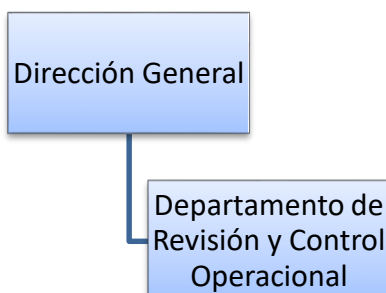 Dirección General
Departamento de
Revisión y Control
Operacional